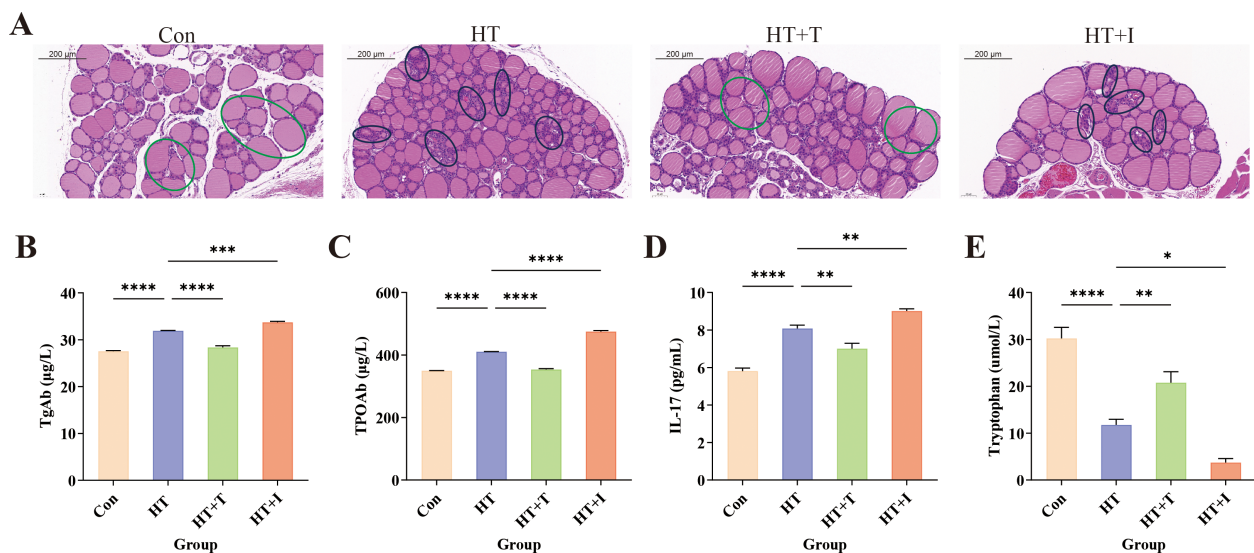 A
Con
HT
HT+T
HT+I
200 μm
200 μm
200 μm
200 μm
B
***
****
****
40
30
20
10
0
TgAb (μg/L)
Con
HT
HT+T
HT+I
Group
C
****
****
****
600
400
200
0
TPOAb (μg/L)
Con
HT
HT+T
HT+I
Group
D
**
****
**
10
8
6
4
2
0
IL-17 (pg/mL)
Con
HT
HT+T
HT+I
Group
E
*
****
**
40
30
20
10
0
Tryptophan (umol/L)
Con
HT
HT+T
HT+I
Group